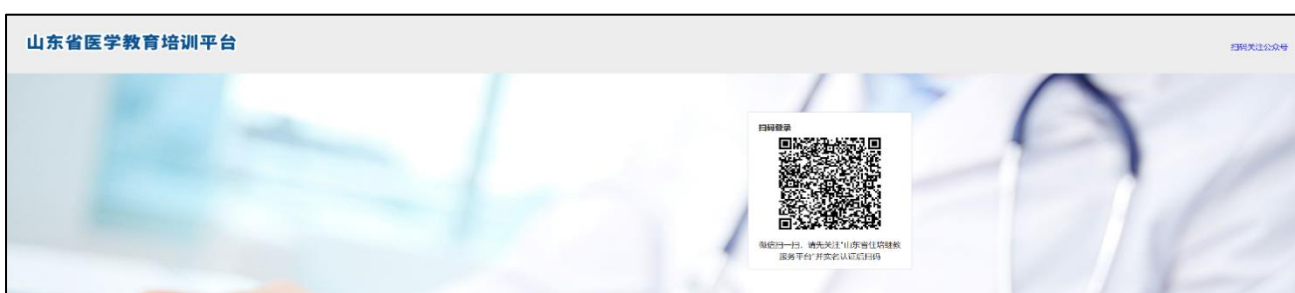 山东省医学教育培训平台
扫码关注公众号
扫码登录
微信扫一扫，请先关注“山东省住培继教
服务平台”并实名认证后扫码